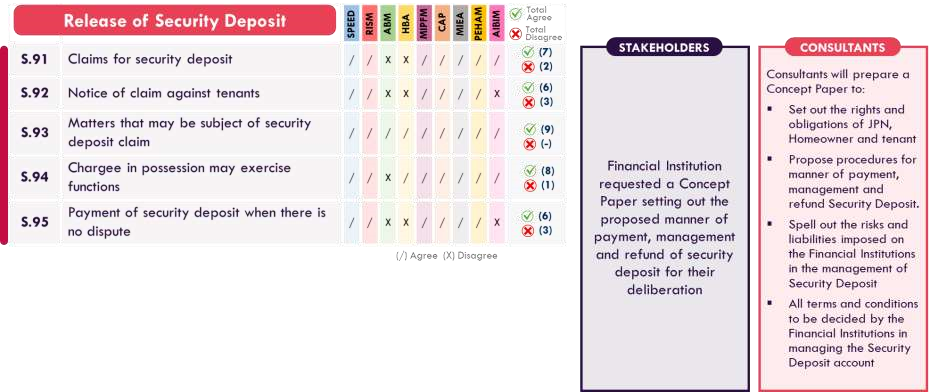 Release of Security Deposit
SPEED RISM ABM HBA MIPFM CAP MIEA PEHAM AIBIM
Total
Agree
Total
Disagree
S.91 Claims for security deposit / / X X / / / / / (7)
(2)
S.92 Notice of claim against tenants / / X X / / / / X (6)
(3)
S.93 Matters that may be subject of security
deposit claim / / / / / / / / / (9)
(-)
S.94 Chargee in possession may exercise
functions / / X / / / / / / (8)
(1)
S.95 Payment of security deposit when there is
no dispute / / X X / / / / X (6)
(3)
(/) Agree (X) Disagree
STAKEHOLDERS
Financial Institution
requested a Concept
Paper setting out the
proposed manner of
payment, management
and refund of security
deposit for their
deliberation
CONSULTANTS
Consultants will prepare a
Concept Paper to:
▪ Set out the rights and
obligations of JPN,
Homeowner and tenant
▪ Propose procedures for
manner of payment,
management and
refund Security Deposit.
▪ Spell out the risks and
liabilities imposed on
the Financial Institutions
in the management of
Security Deposit
▪ All terms and conditions
to be decided by the
Financial Institutions in
managing the Security
Deposit account